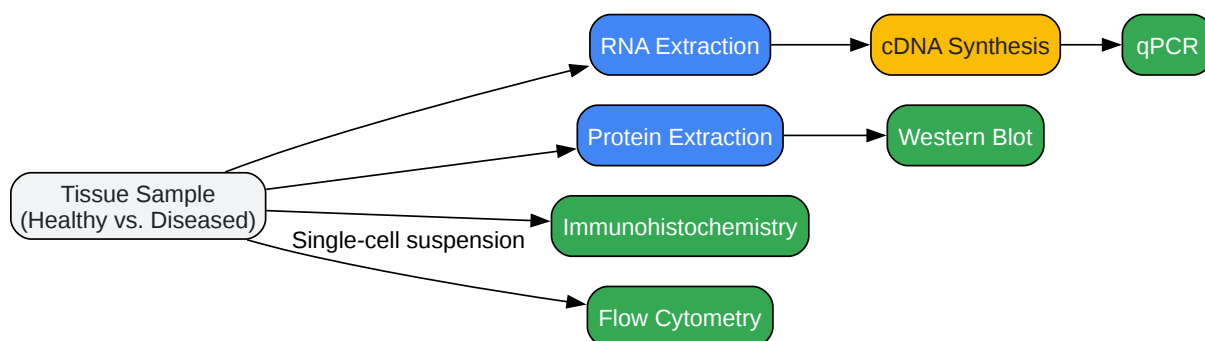 RNA Extraction
cDNA Synthesis
qPCR
Protein Extraction
Western Blot
Tissue Sample
(Healthy vs. Diseased)
Immunohistochemistry
Single-cell suspension
Flow Cytometry